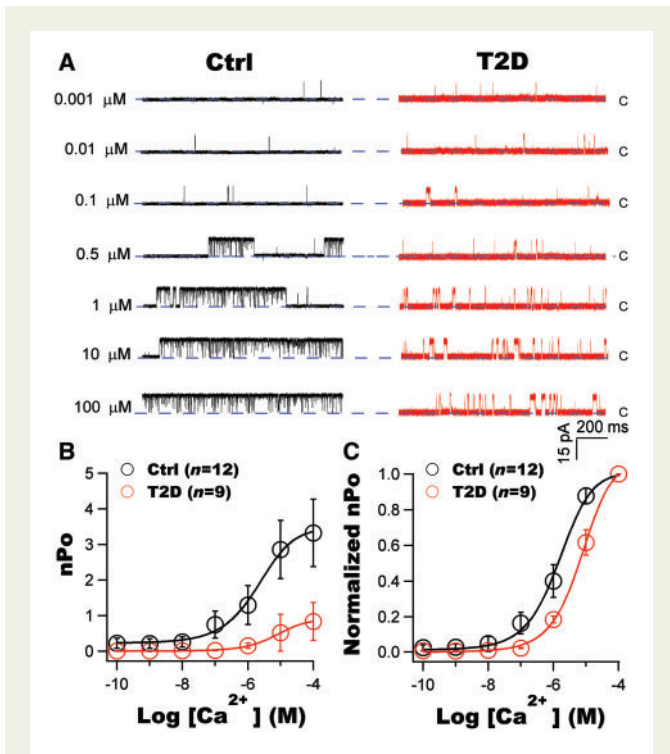 A Ctrl T2D
0.001 μM c
0.01 μM c
0.1 μM c
0.5 μM c
1 μM c
10 μM c
100 μM c
15 pA
200 ms
B
Ctrl (n=12)
T2D (n=9)
nPo
5
4
3
2
1
0
-10 -8 -6 -4
Log [Ca2+] (M)
C
Ctrl (n=12)
T2D (n=9)
Normalized nPo
1.0
0.8
0.6
0.4
0.2
0.0
-10 -8 -6 -4
Log [Ca2+] (M)